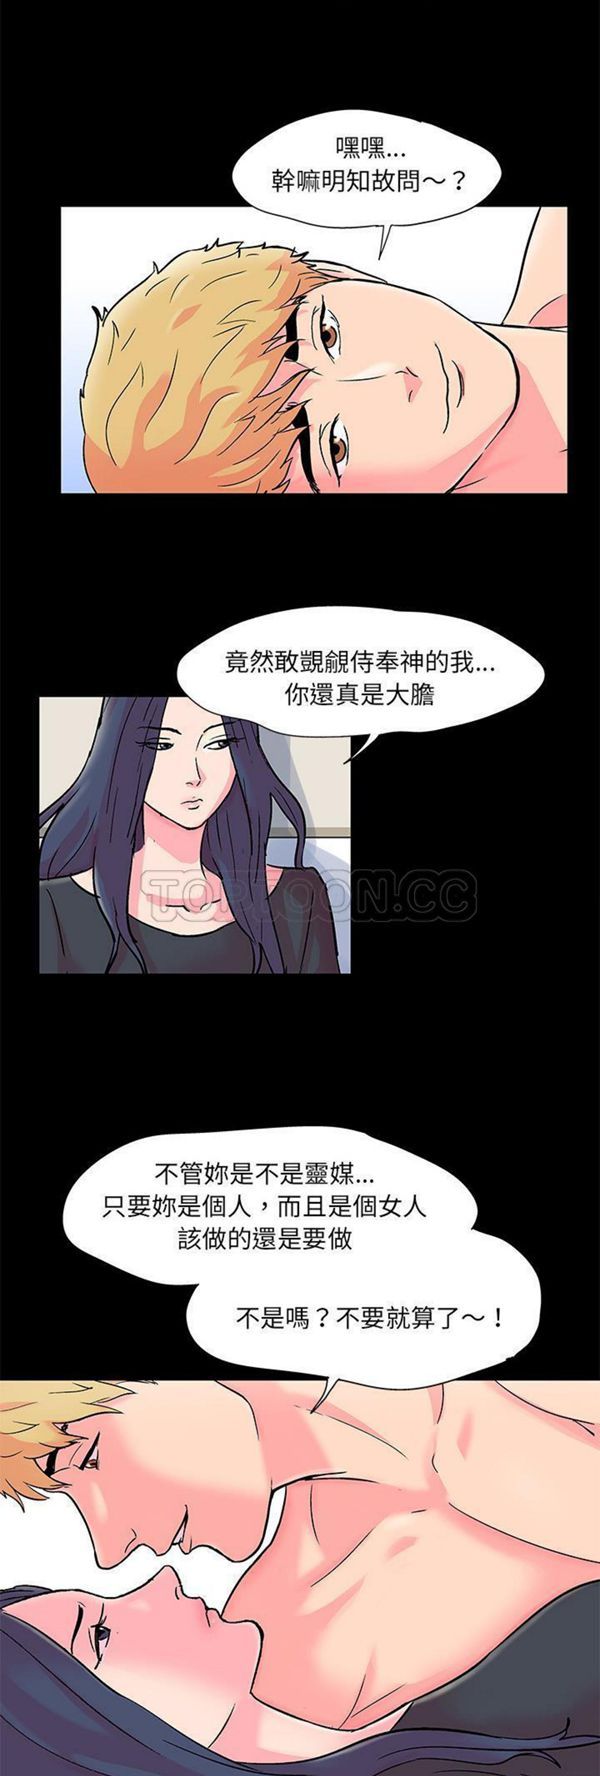 嘿嘿...
幹嘛明知故問～？
竟然敢覬覦侍奉神的我...
你還真是大膽
TOPTOON.CC
不管妳是不是靈媒...
只要妳是個人，而且是個女人
該做的還是要做
不是嗎？不要就算了～！